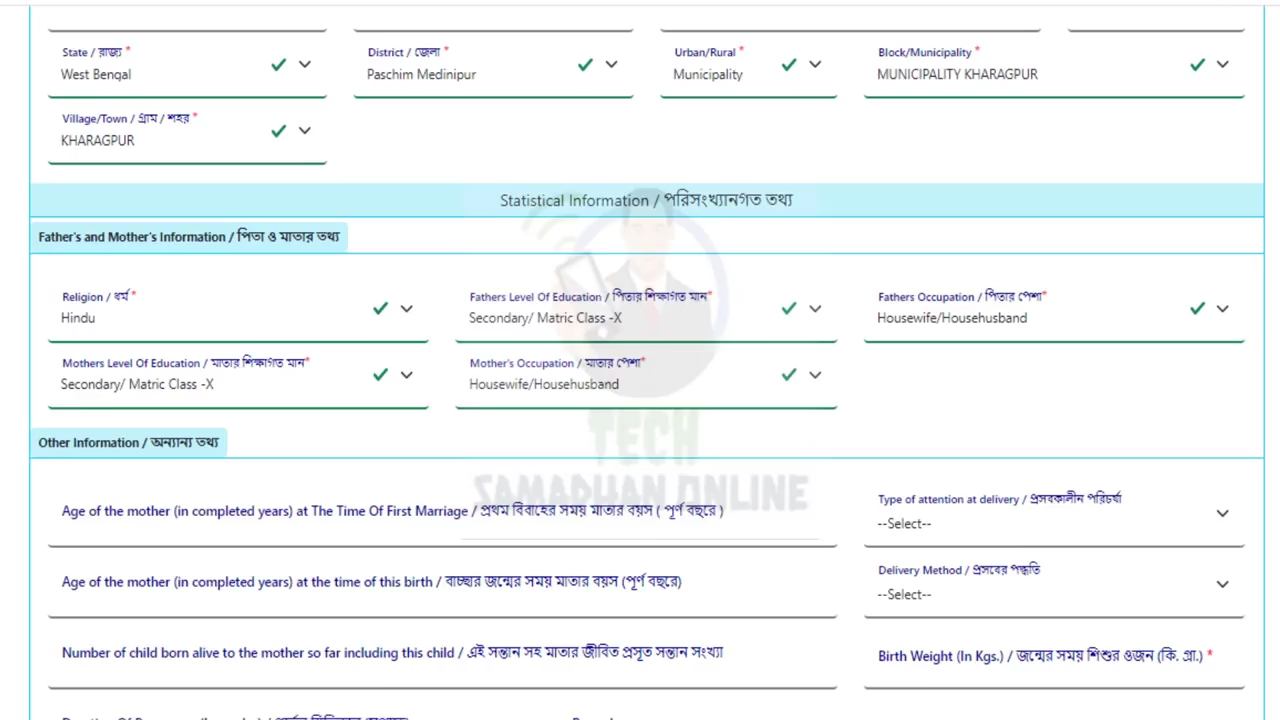 State / রাজ্য * District / জেলা * Urban/Rural * Block/Municipality *
West Bengal Paschim Medinipur Municipality MUNICIPALITY KHARAGPUR
Village/Town / গ্রাম / শহর *
KHARAGPUR
Statistical Information / পরিসংখ্যানগত তথ্য
Father's and Mother's Information / পিতা ও মাতার তথ্য
Religion / ধর্ম * Fathers Level Of Education / পিতার শিক্ষাগত মান* Fathers Occupation / পিতার পেশা*
Hindu Secondary/ Matric Class -X Housewife/Househusband
Mothers Level Of Education / মাতার শিক্ষাগত মান* Mother's Occupation / মাতার পেশা*
Secondary/ Matric Class -X Housewife/Househusband
TECH
Other Information / অন্যান্য তথ্য
SAMADHAN ONLINE
Type of attention at delivery / প্রসবকালীন পরিচর্যা
Age of the mother (in completed years) at The Time Of First Marriage / প্রথম বিবাহের সময় মাতার বয়স ( পূর্ণ বছরে )
--Select--
Delivery Method / প্রসবের পদ্ধতি
Age of the mother (in completed years) at the time of this birth / বাচ্চার জন্মের সময় মাতার বয়স (পূর্ণ বছরে)
--Select--
Number of child born alive to the mother so far including this child / এই সন্তান সহ মাতার জীবিত প্রসূত সন্তান সংখ্যা
Birth Weight (In Kgs.) / জন্মের সময় শিশুর ওজন (কি. গ্রা.) *